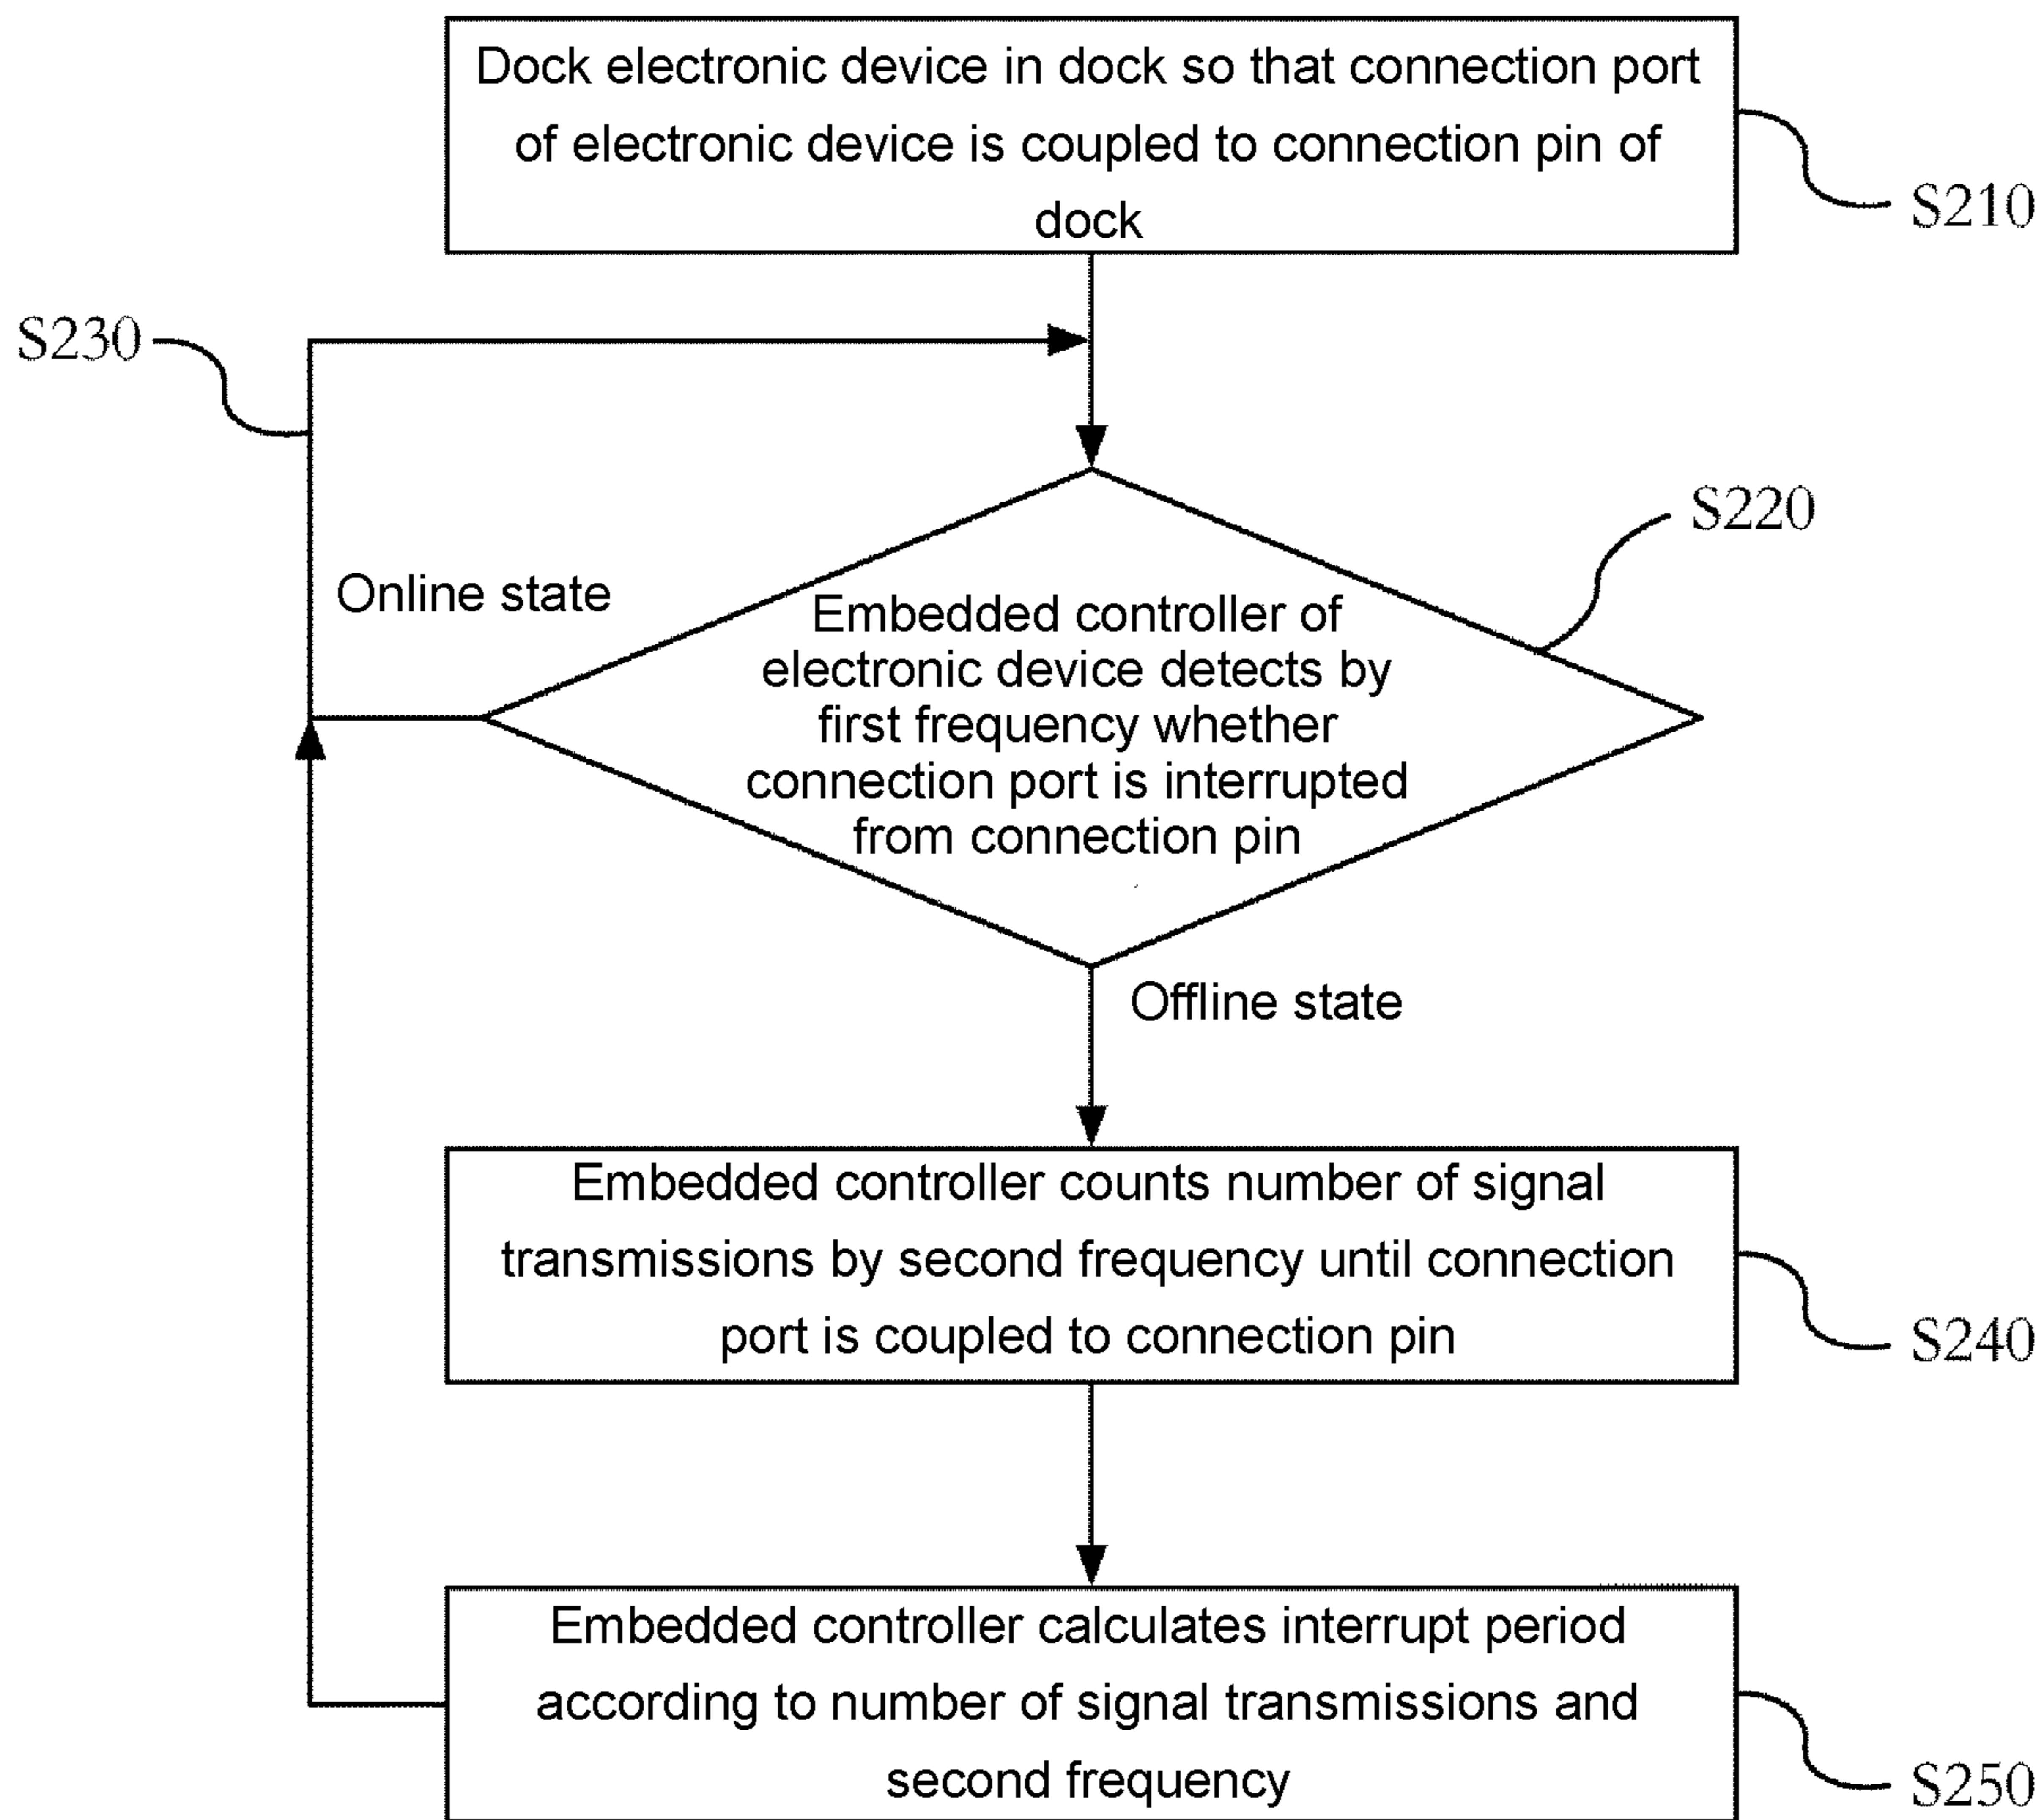 Dock electronic device in dock so that connection port
of electronic device is coupled to connection pin of
dock
S210
S230
S220
Online state
Embedded controller of
electronic device detects by
first frequency whether
connection port is interrupted
from connection pin
Offline state
Embedded controller counts number of signal
transmissions by second frequency until connection
port is coupled to connection pin
S240
Embedded controller calculates interrupt period
according to number of signal transmissions and
second frequency
S250